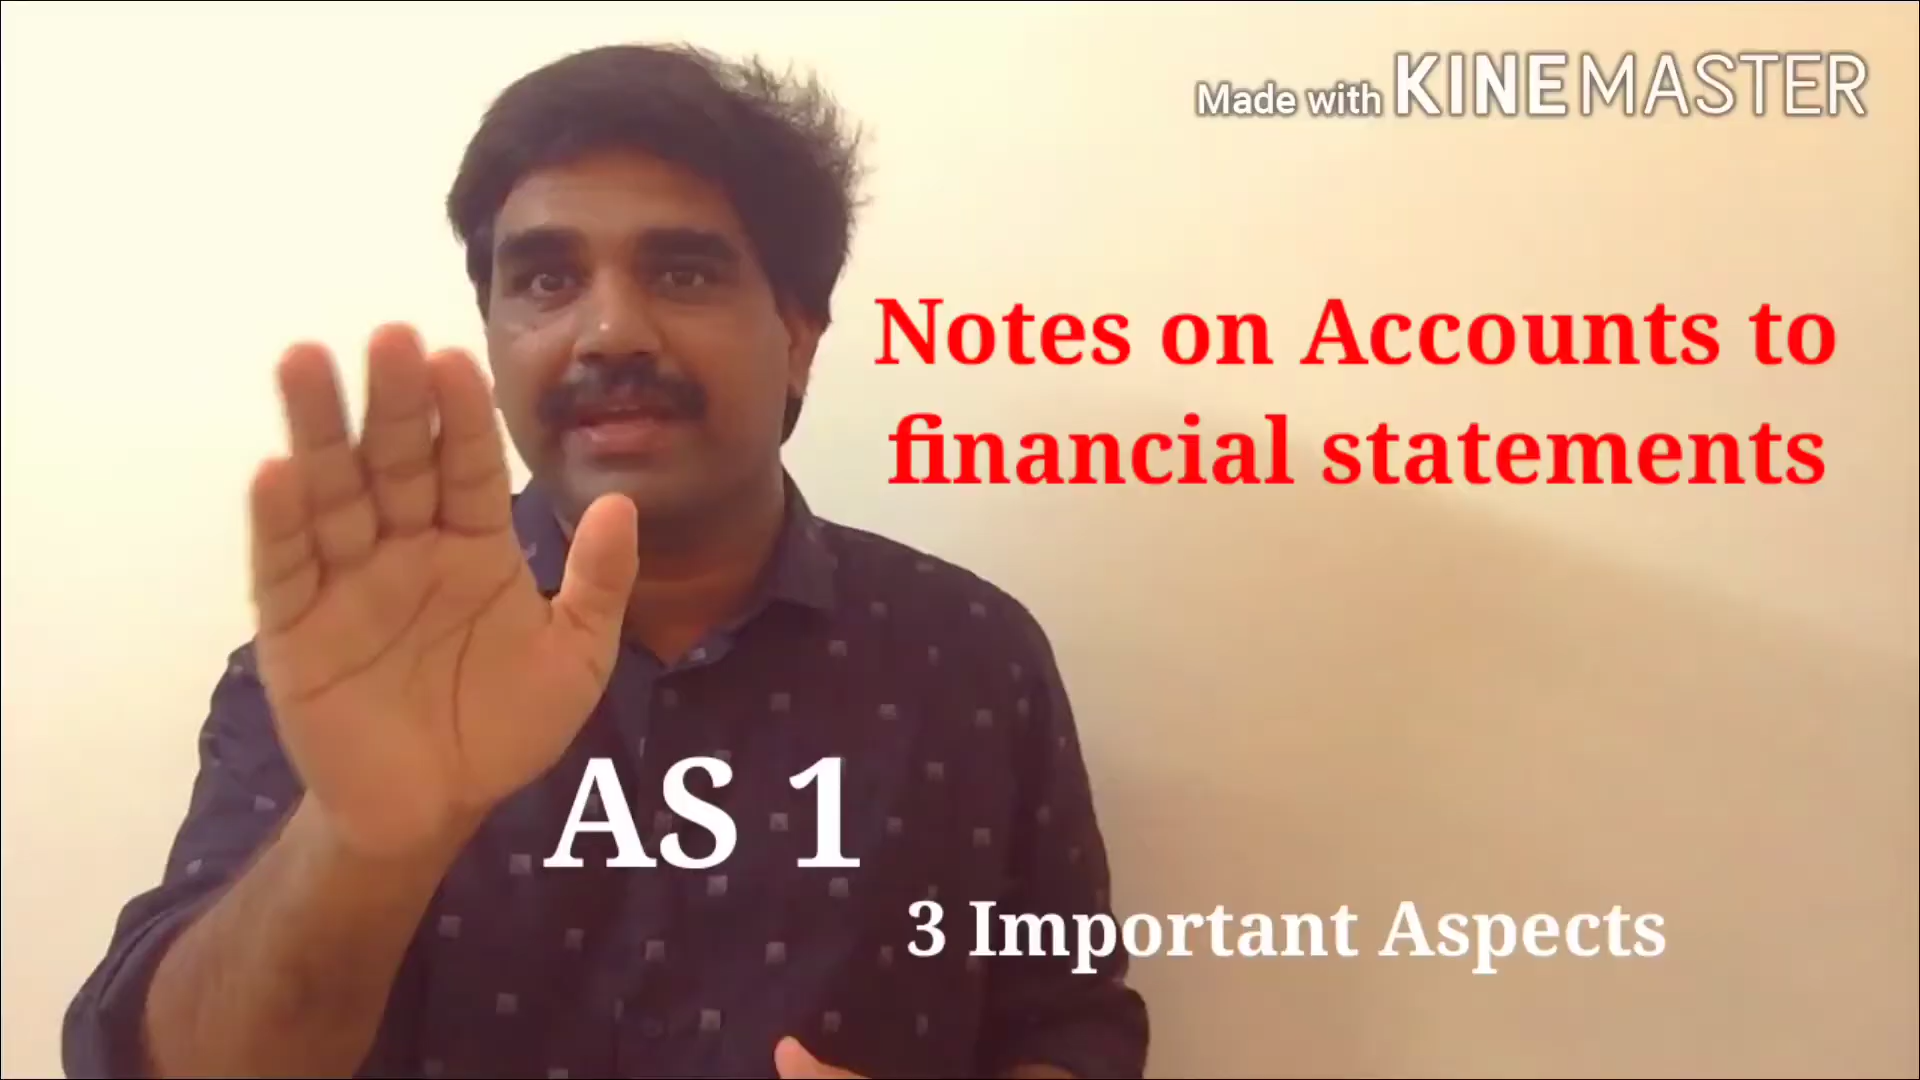 Made with KINEMASTER
Notes on Accounts to
financial statements
AS 1
3 Important Aspects